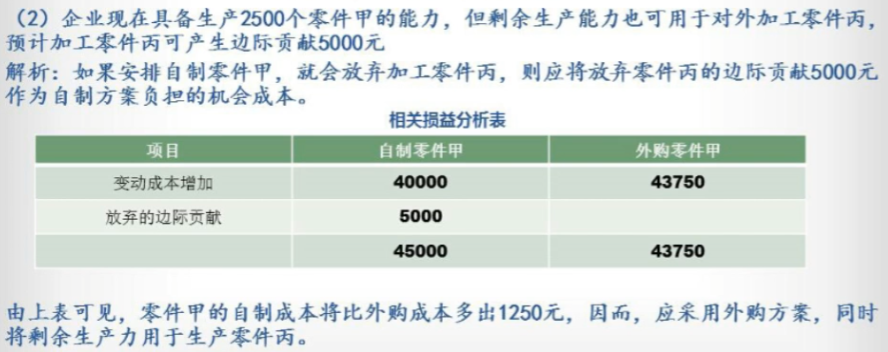 （2）企业现在具备生产2500个零件甲的能力，但剩余生产能力也可用于对外加工零件丙，
预计加工零件丙可产生边际贡献5000元
解析：如果安排自制零件甲，就会放弃加工零件丙，则应将放弃零件丙的边际贡献5000元
作为自制方案负担的机会成本。
相关损益分析表
项目 自制零件甲 外购零件甲
变动成本增加 40000 43750
放弃的边际贡献 5000
45000 43750
由上表可见，零件甲的自制成本将比外购成本多出1250元，因而，应采用外购方案，同时
将剩余生产力用于生产零件丙。